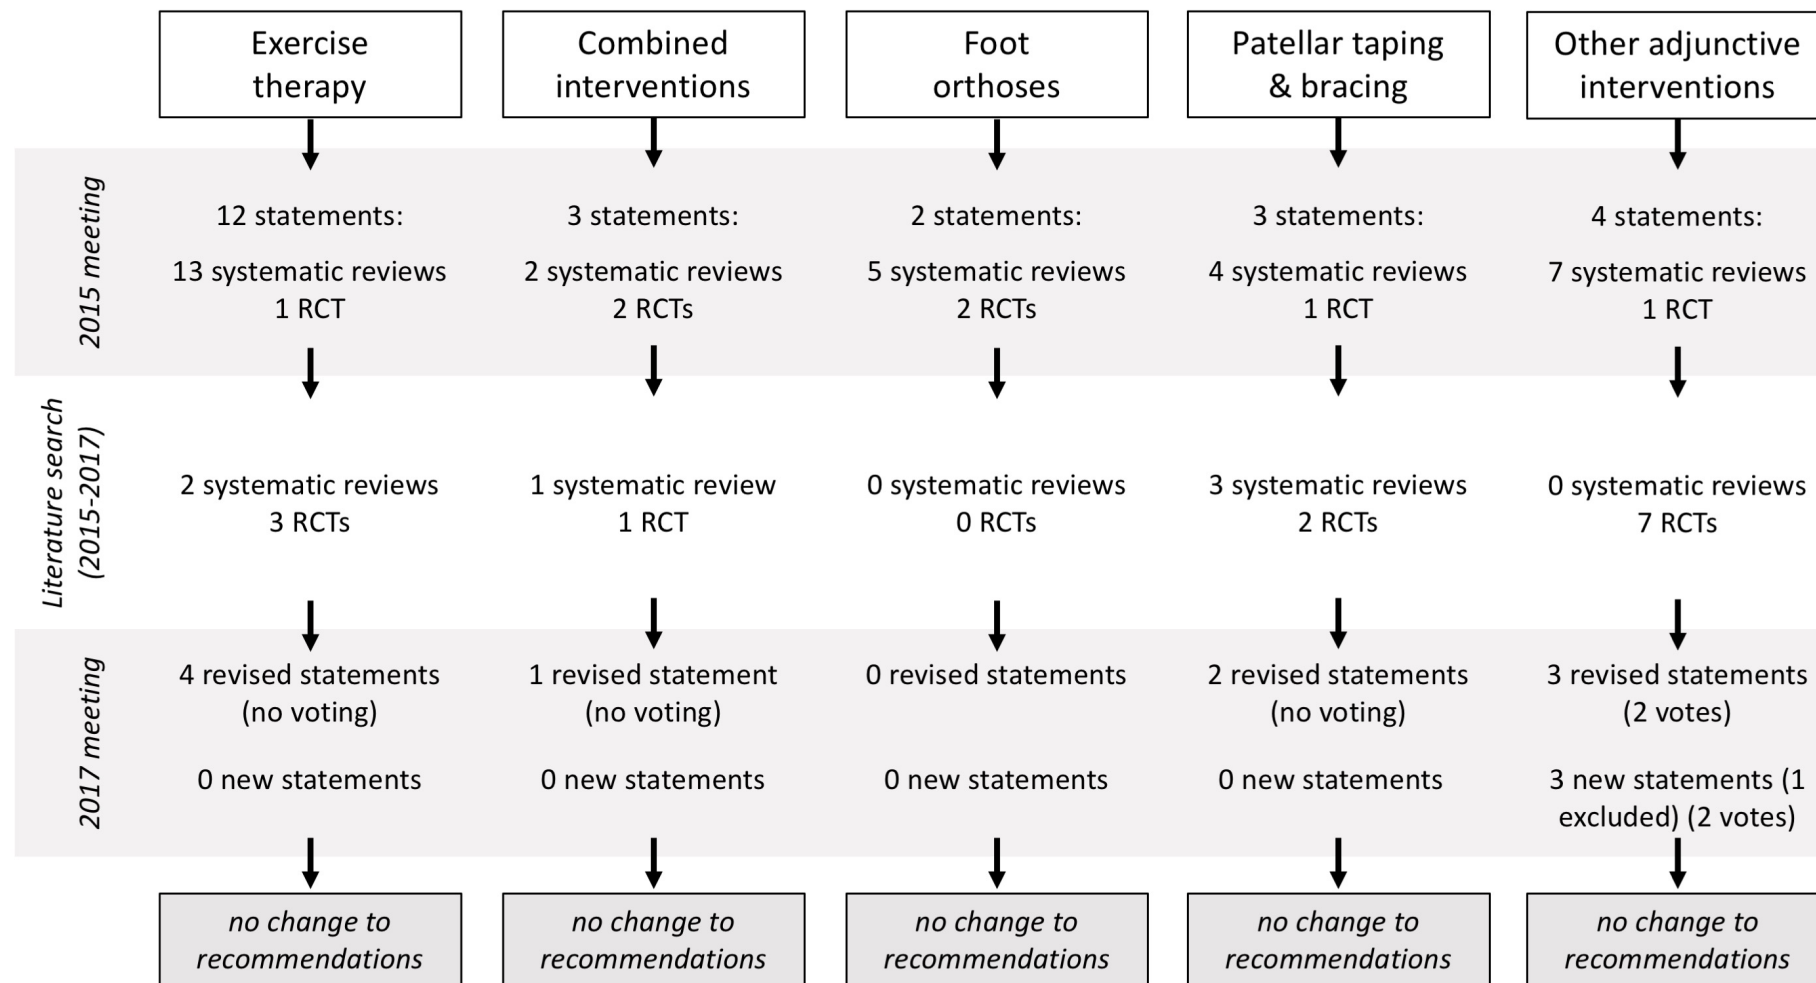 Exercise
therapy
Combined
interventions
Foot
orthoses
Patellar taping
& bracing
Other adjunctive
interventions
2015 meeting
12 statements:
13 systematic reviews
1 RCT
3 statements:
2 systematic reviews
2 RCTs
2 statements:
5 systematic reviews
2 RCTs
3 statements:
4 systematic reviews
1 RCT
4 statements:
7 systematic reviews
1 RCT
Literature search
(2015-2017)
2 systematic reviews
3 RCTs
1 systematic review
1 RCT
0 systematic reviews
0 RCTs
3 systematic reviews
2 RCTs
0 systematic reviews
7 RCTs
2017 meeting
4 revised statements
(no voting)
0 new statements
1 revised statement
(no voting)
0 new statements
0 revised statements
0 new statements
2 revised statements
(no voting)
0 new statements
3 revised statements
(2 votes)
3 new statements (1
excluded) (2 votes)
no change to
recommendations
no change to
recommendations
no change to
recommendations
no change to
recommendations
no change to
recommendations